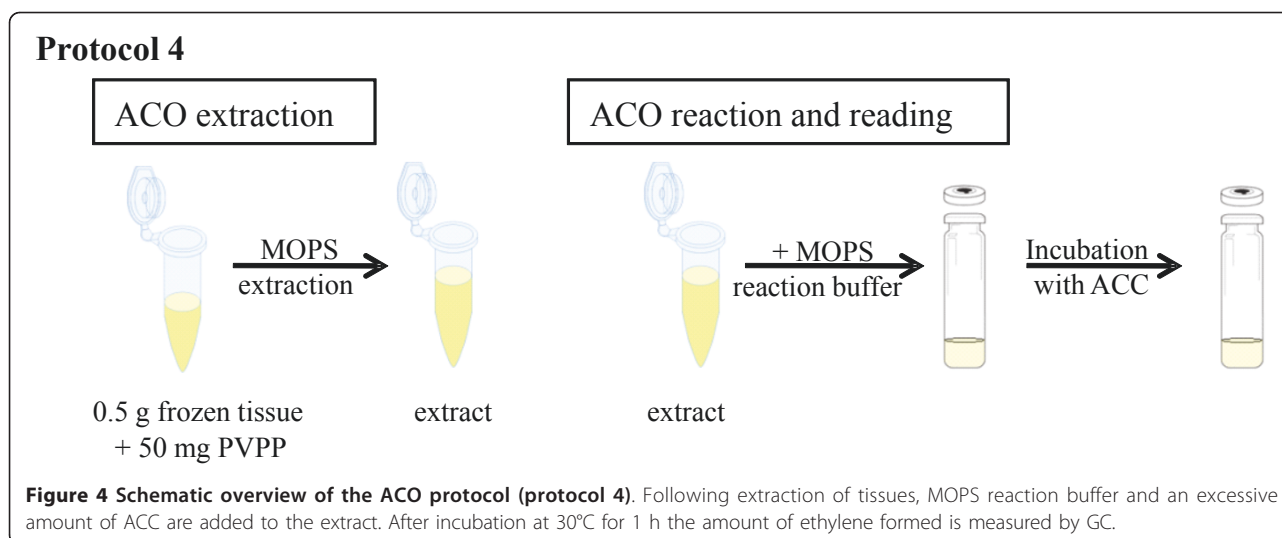 Protocol 4
ACO extraction
ACO reaction and reading
MOPS
extraction
+ MOPS
reaction buffer
Incubation
with ACC
0.5 g frozen tissue
+ 50 mg PVPP
extract
extract
Figure 4 Schematic overview of the ACO protocol (protocol 4). Following extraction of tissues, MOPS reaction buffer and an excessive
amount of ACC are added to the extract. After incubation at 30°C for 1 h the amount of ethylene formed is measured by GC.